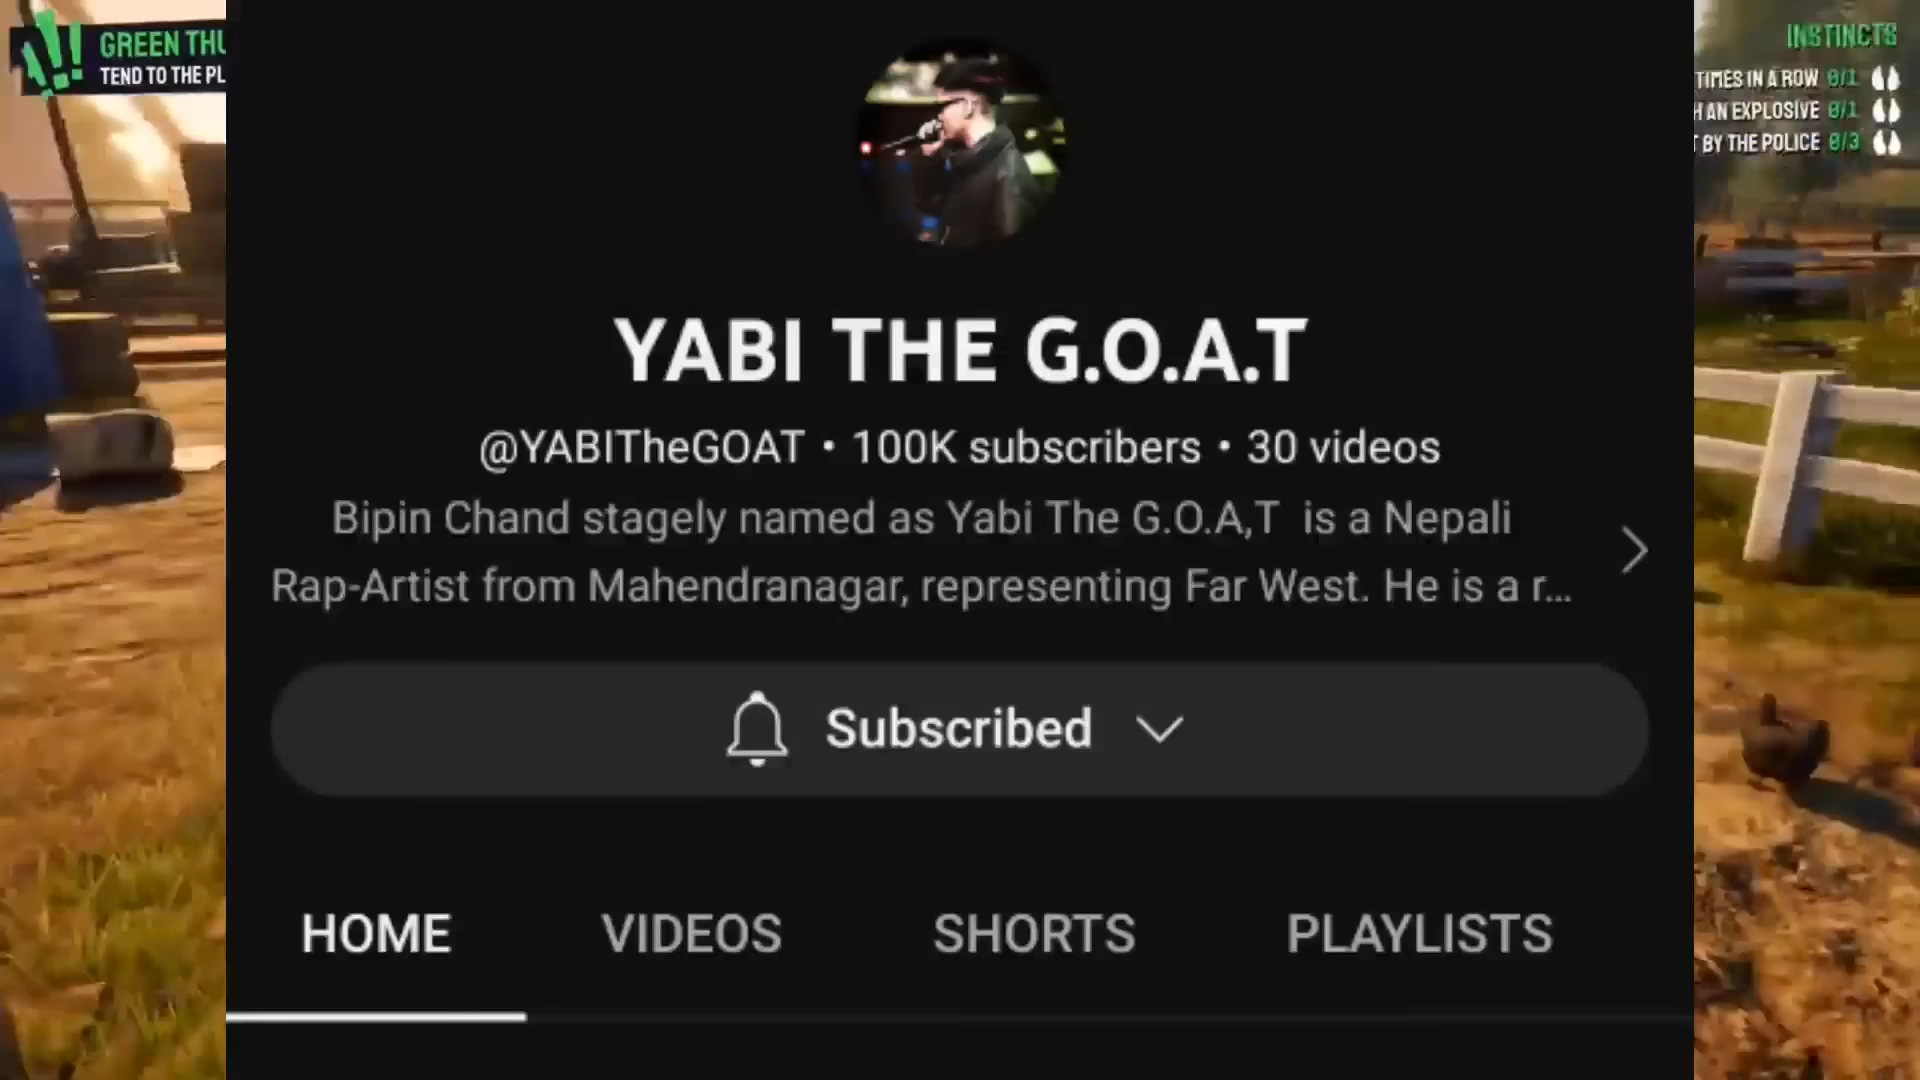 GREEN THU
TEND TO THE PL
INSTINCTS
TIMES IN A ROW 0/1
H AN EXPLOSIVE 0/1
T BY THE POLICE 0/3
YABI THE G.O.A.T
@YABITheGOAT • 100K subscribers • 30 videos
Bipin Chand stagely named as Yabi The G.O.A,T is a Nepali
Rap-Artist from Mahendranagar, representing Far West. He is a r...
Subscribed
HOME VIDEOS SHORTS PLAYLISTS